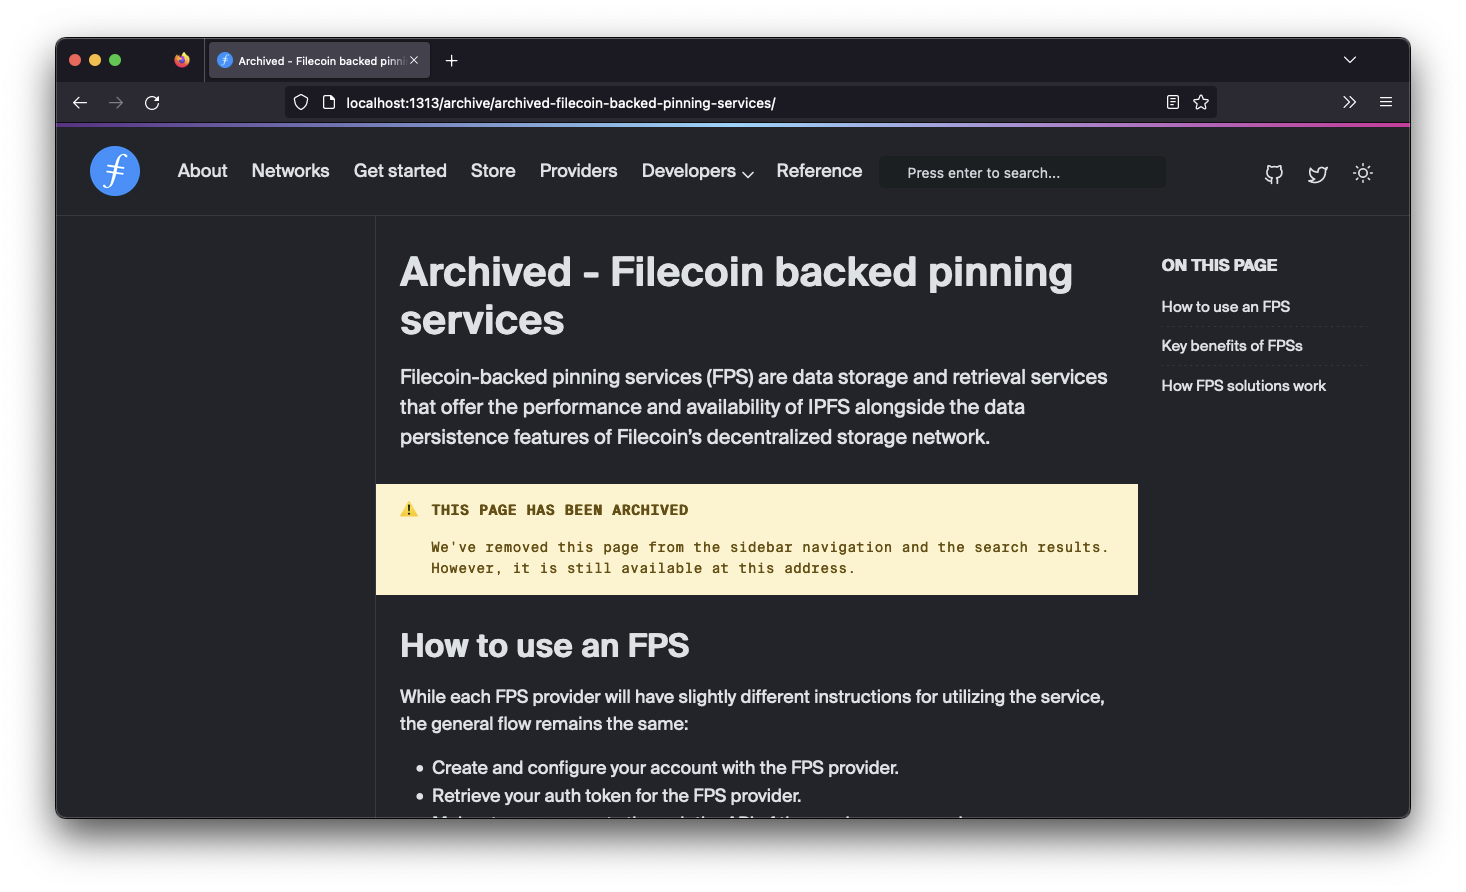 Archived - Filecoin backed pinni
localhost:1313/archive/archived-filecoin-backed-pinning-services/
About Networks Get started Store Providers Developers Reference Press enter to search...
Archived - Filecoin backed pinning
services
Filecoin-backed pinning services (FPS) are data storage and retrieval services
that offer the performance and availability of IPFS alongside the data
persistence features of Filecoin’s decentralized storage network.
THIS PAGE HAS BEEN ARCHIVED
We've removed this page from the sidebar navigation and the search results.
However, it is still available at this address.
How to use an FPS
While each FPS provider will have slightly different instructions for utilizing the service,
the general flow remains the same:
• Create and configure your account with the FPS provider.
• Retrieve your auth token for the FPS provider.
ON THIS PAGE
How to use an FPS
Key benefits of FPSs
How FPS solutions work